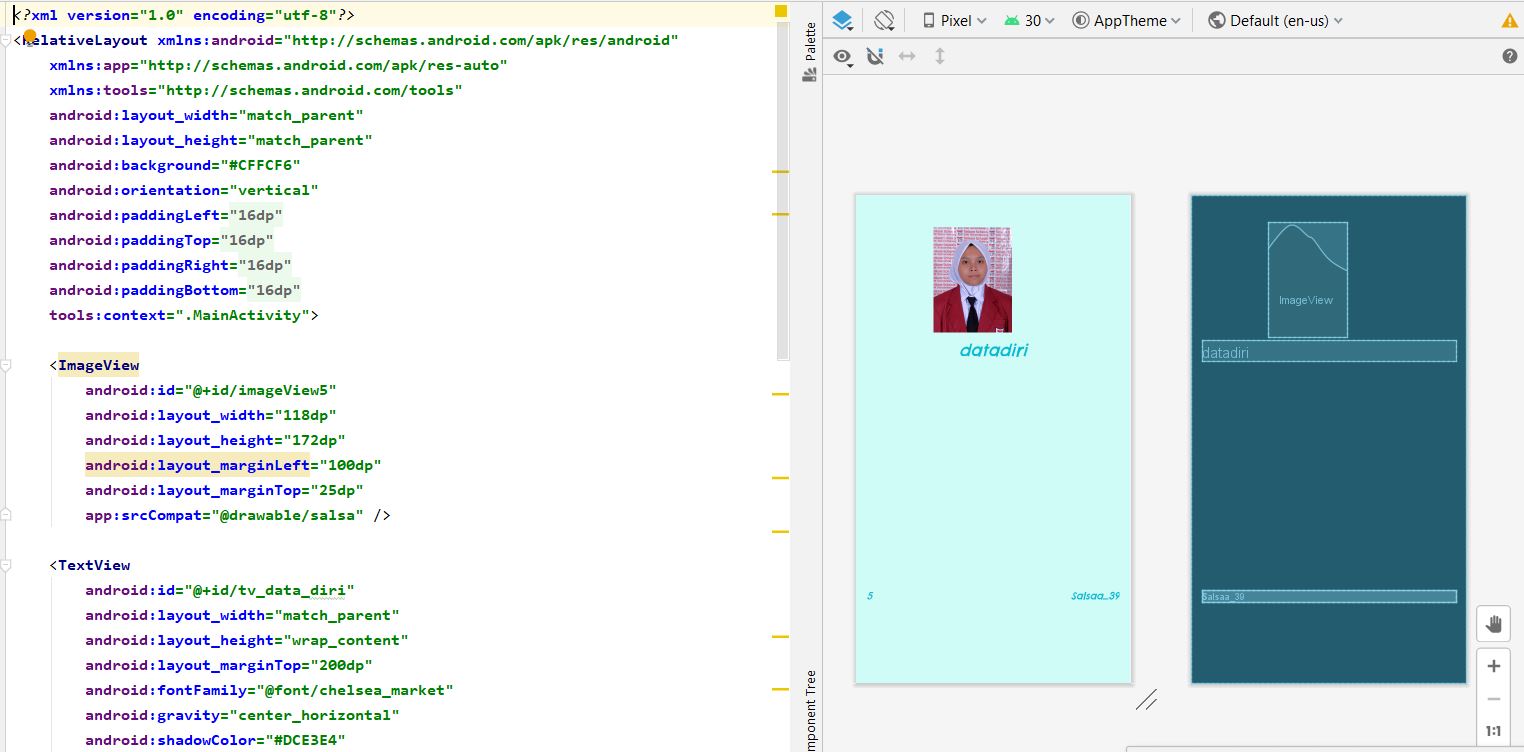 <?xml version="1.0" encoding="utf-8"?>
<RelativeLayout xmlns:android="http://schemas.android.com/apk/res/android"
xmlns:app="http://schemas.android.com/apk/res-auto"
xmlns:tools="http://schemas.android.com/tools"
android:layout_width="match_parent"
android:layout_height="match_parent"
android:background="#CFFCF6"
android:orientation="vertical"
android:paddingLeft="16dp"
android:paddingTop="16dp"
android:paddingRight="16dp"
android:paddingBottom="16dp"
tools:context=".MainActivity">
<ImageView
android:id="@+id/imageView5"
android:layout_width="118dp"
android:layout_height="172dp"
android:layout_marginLeft="100dp"
android:layout_marginTop="25dp"
app:srcCompat="@drawable/salsa" />
<TextView
android:id="@+id/tv_data_diri"
android:layout_width="match_parent"
android:layout_height="wrap_content"
android:layout_marginTop="200dp"
android:fontFamily="@font/chelsea_market"
android:gravity="center_horizontal"
android:shadowColor="#DCE3E4"
Palette
mponent Tree
Pixel 30 AppTheme Default (en-us)
datadiri
5 Salsaa_39
ImageView
datadiri
Salsaa_39
1:1